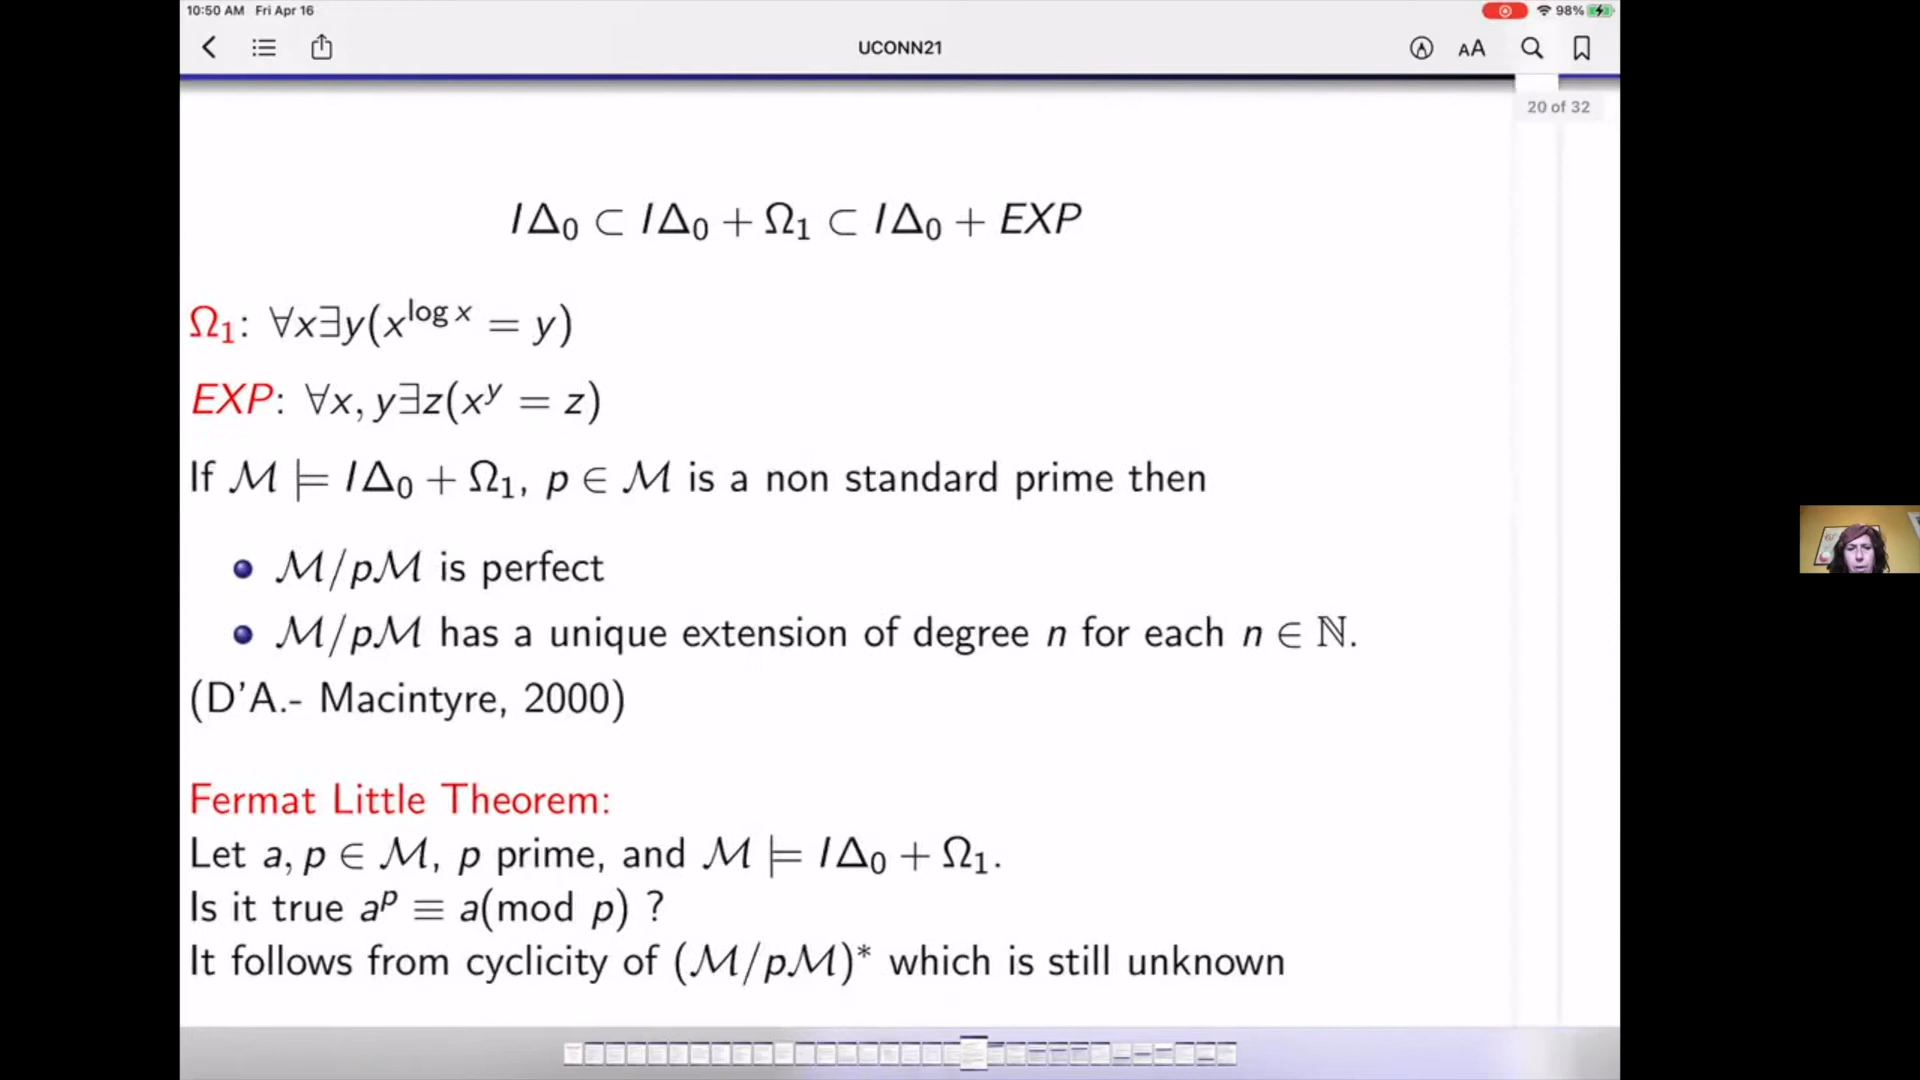 10:50 AM Fri Apr 16
98%
UCONN21
AA
20 of 32
IΔ₀ ⊂ IΔ₀ + Ω₁ ⊂ IΔ₀ + EXP
Ω₁: ∀x∃y(x^{log x} = y)
EXP: ∀x, y∃z(x^y = z)
If ℳ ⊨ IΔ₀ + Ω₁, p ∈ ℳ is a non standard prime then
• ℳ/pℳ is perfect
• ℳ/pℳ has a unique extension of degree n for each n ∈ ℕ.
(D'A.- Macintyre, 2000)
Fermat Little Theorem:
Let a, p ∈ ℳ, p prime, and ℳ ⊨ IΔ₀ + Ω₁.
Is it true a^p ≡ a(mod p) ?
It follows from cyclicity of (ℳ/pℳ)* which is still unknown